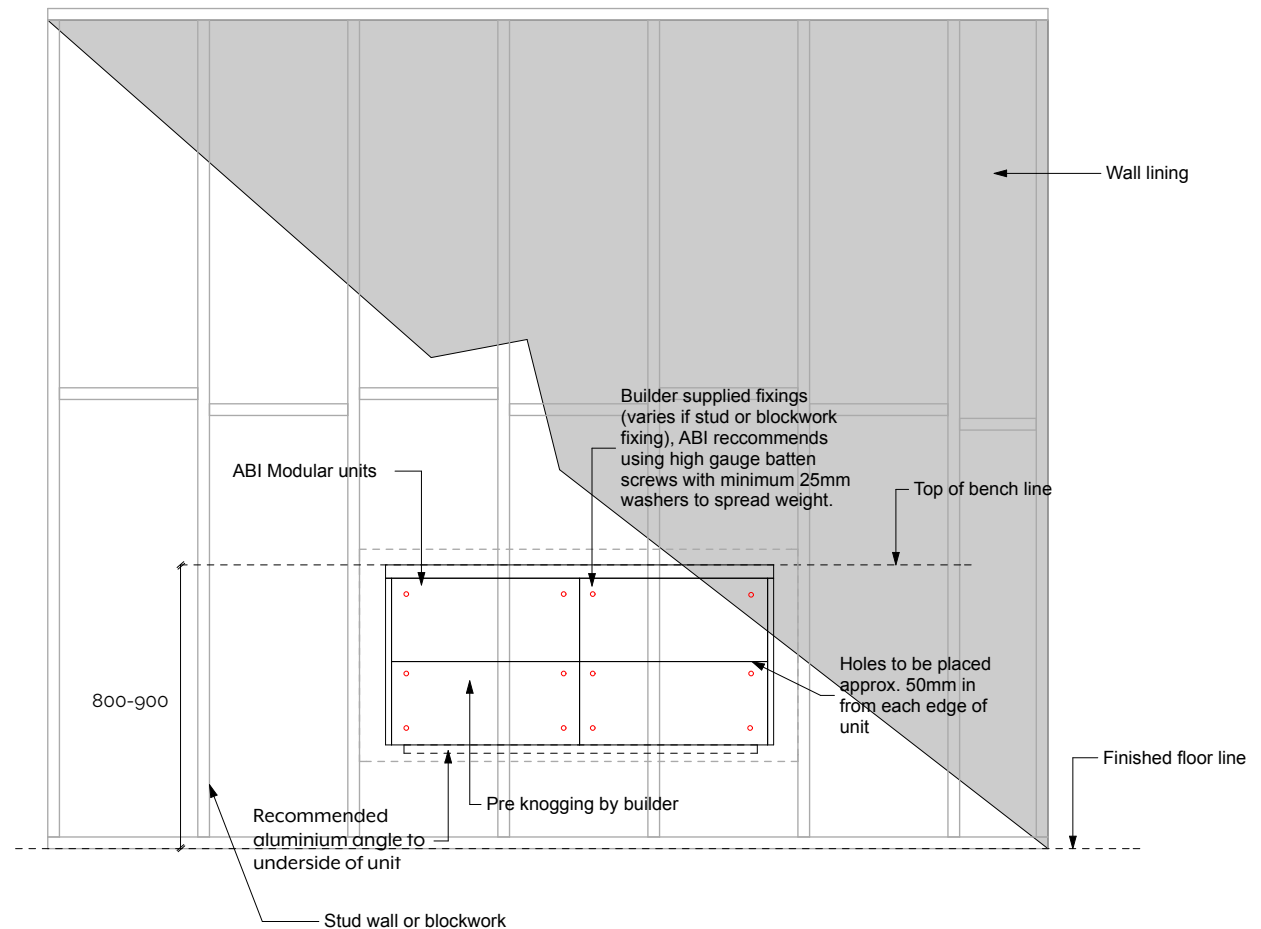 Wall lining
Builder supplied fixings
(varies if stud or blockwork
fixing), ABI reccommends
using high gauge batten
screws with minimum 25mm
washers to spread weight.
ABI Modular units
Top of bench line
Holes to be placed
approx. 50mm in
from each edge of
unit
800-900
Finished floor line
Pre knogging by builder
Recommended
aluminium angle to
underside of unit
Stud wall or blockwork